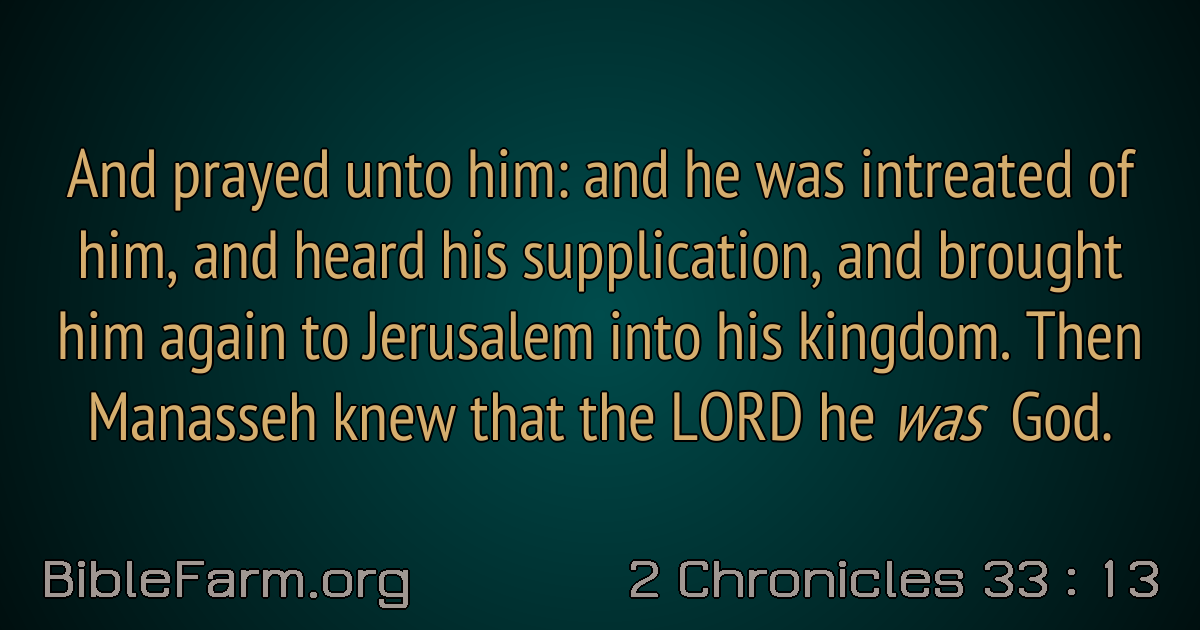 And prayed unto him: and he was intreated of
him, and heard his supplication, and brought
him again to Jerusalem into his kingdom. Then
Manasseh knew that the LORD he was God.
BibleFarm.org
2 Chronicles 33 : 13